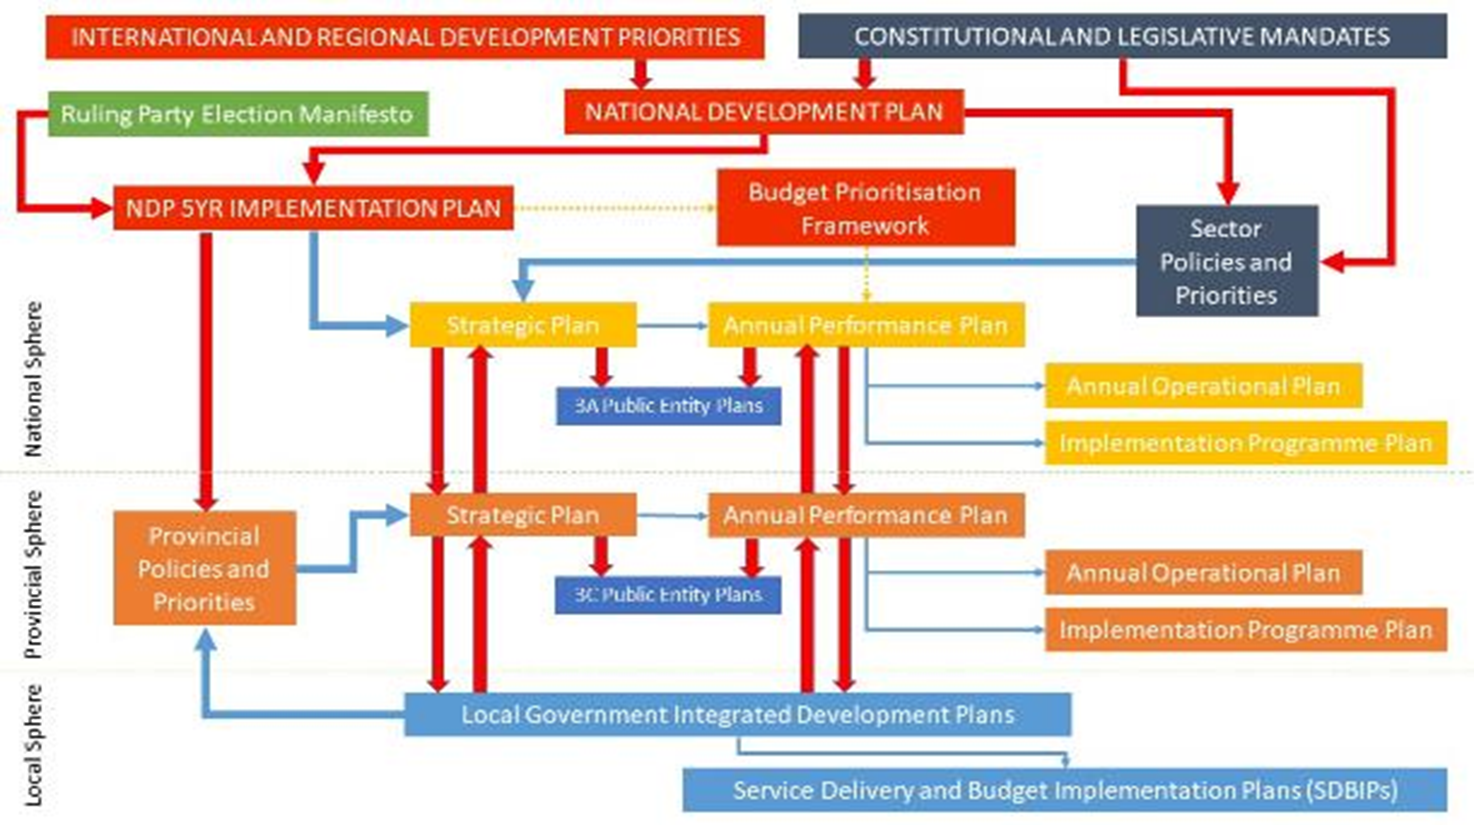 INTERNATIONAL AND REGIONAL DEVELOPMENT PRIORITIES
CONSTITUTIONAL AND LEGISLATIVE MANDATES
Ruling Party Election Manifesto
NATIONAL DEVELOPMENT PLAN
NDP 5YR IMPLEMENTATION PLAN
Budget Prioritisation
Framework
Sector
Policies and
Priorities
National Sphere
Strategic Plan
Annual Performance Plan
3A Public Entity Plans
Annual Operational Plan
Implementation Programme Plan
Provincial Sphere
Provincial
Policies and
Priorities
Strategic Plan
Annual Performance Plan
3C Public Entity Plans
Annual Operational Plan
Implementation Programme Plan
Local Sphere
Local Government Integrated Development Plans
Service Delivery and Budget Implementation Plans (SDBIPs)